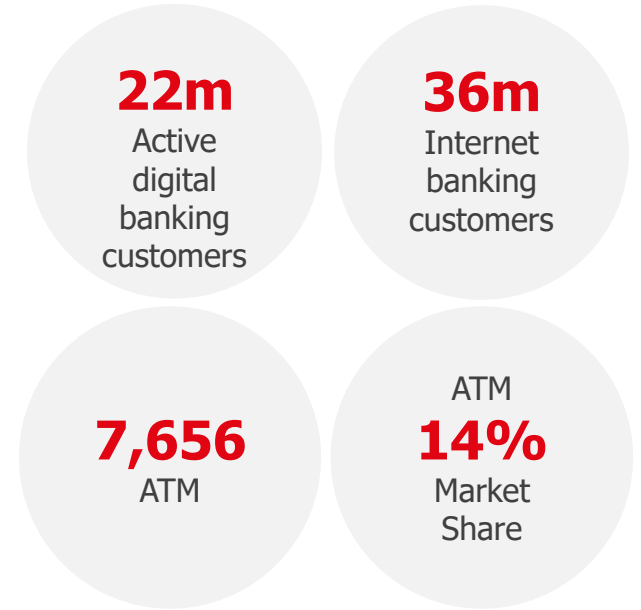 22m
Active
digital
banking
customers
36m
Internet
banking
customers
7,656
ATM
ATM
14%
Market
Share